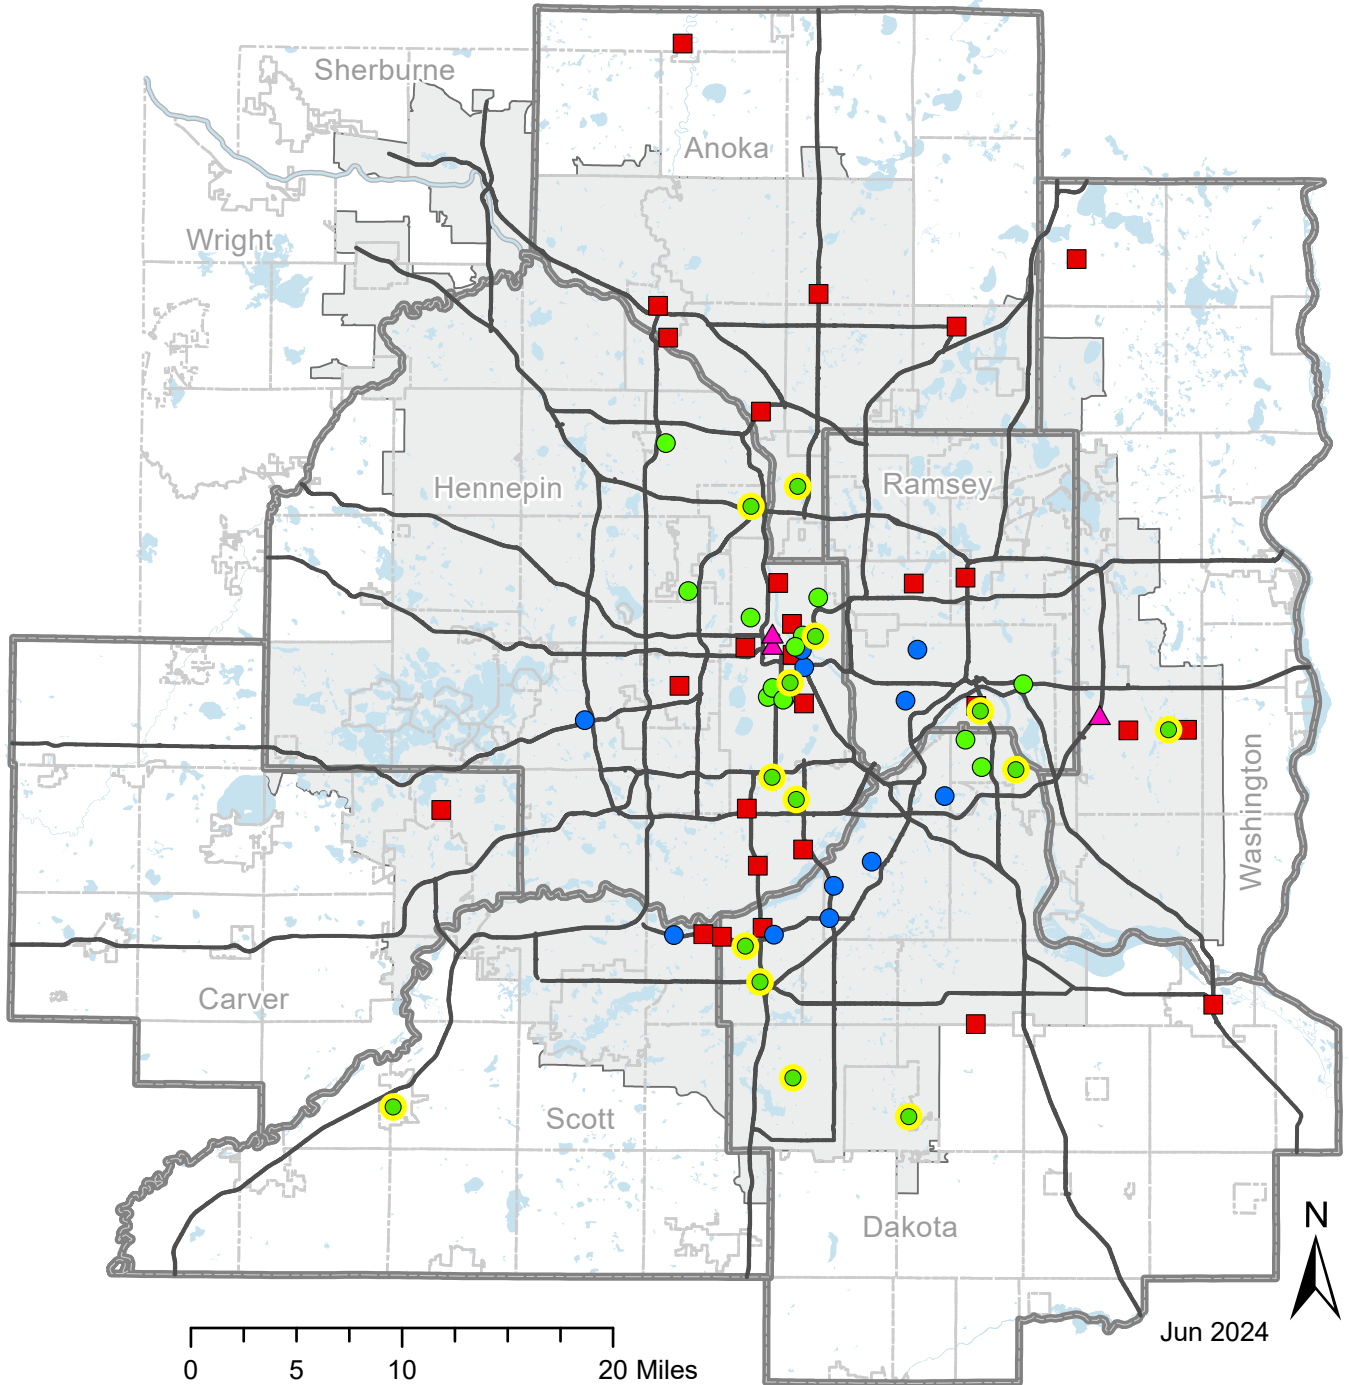 Sherburne
Anoka
Wright
Hennepin
Ramsey
Washington
Carver
Scott
Dakota
N
Jun 2024
0 5 10 20 Miles